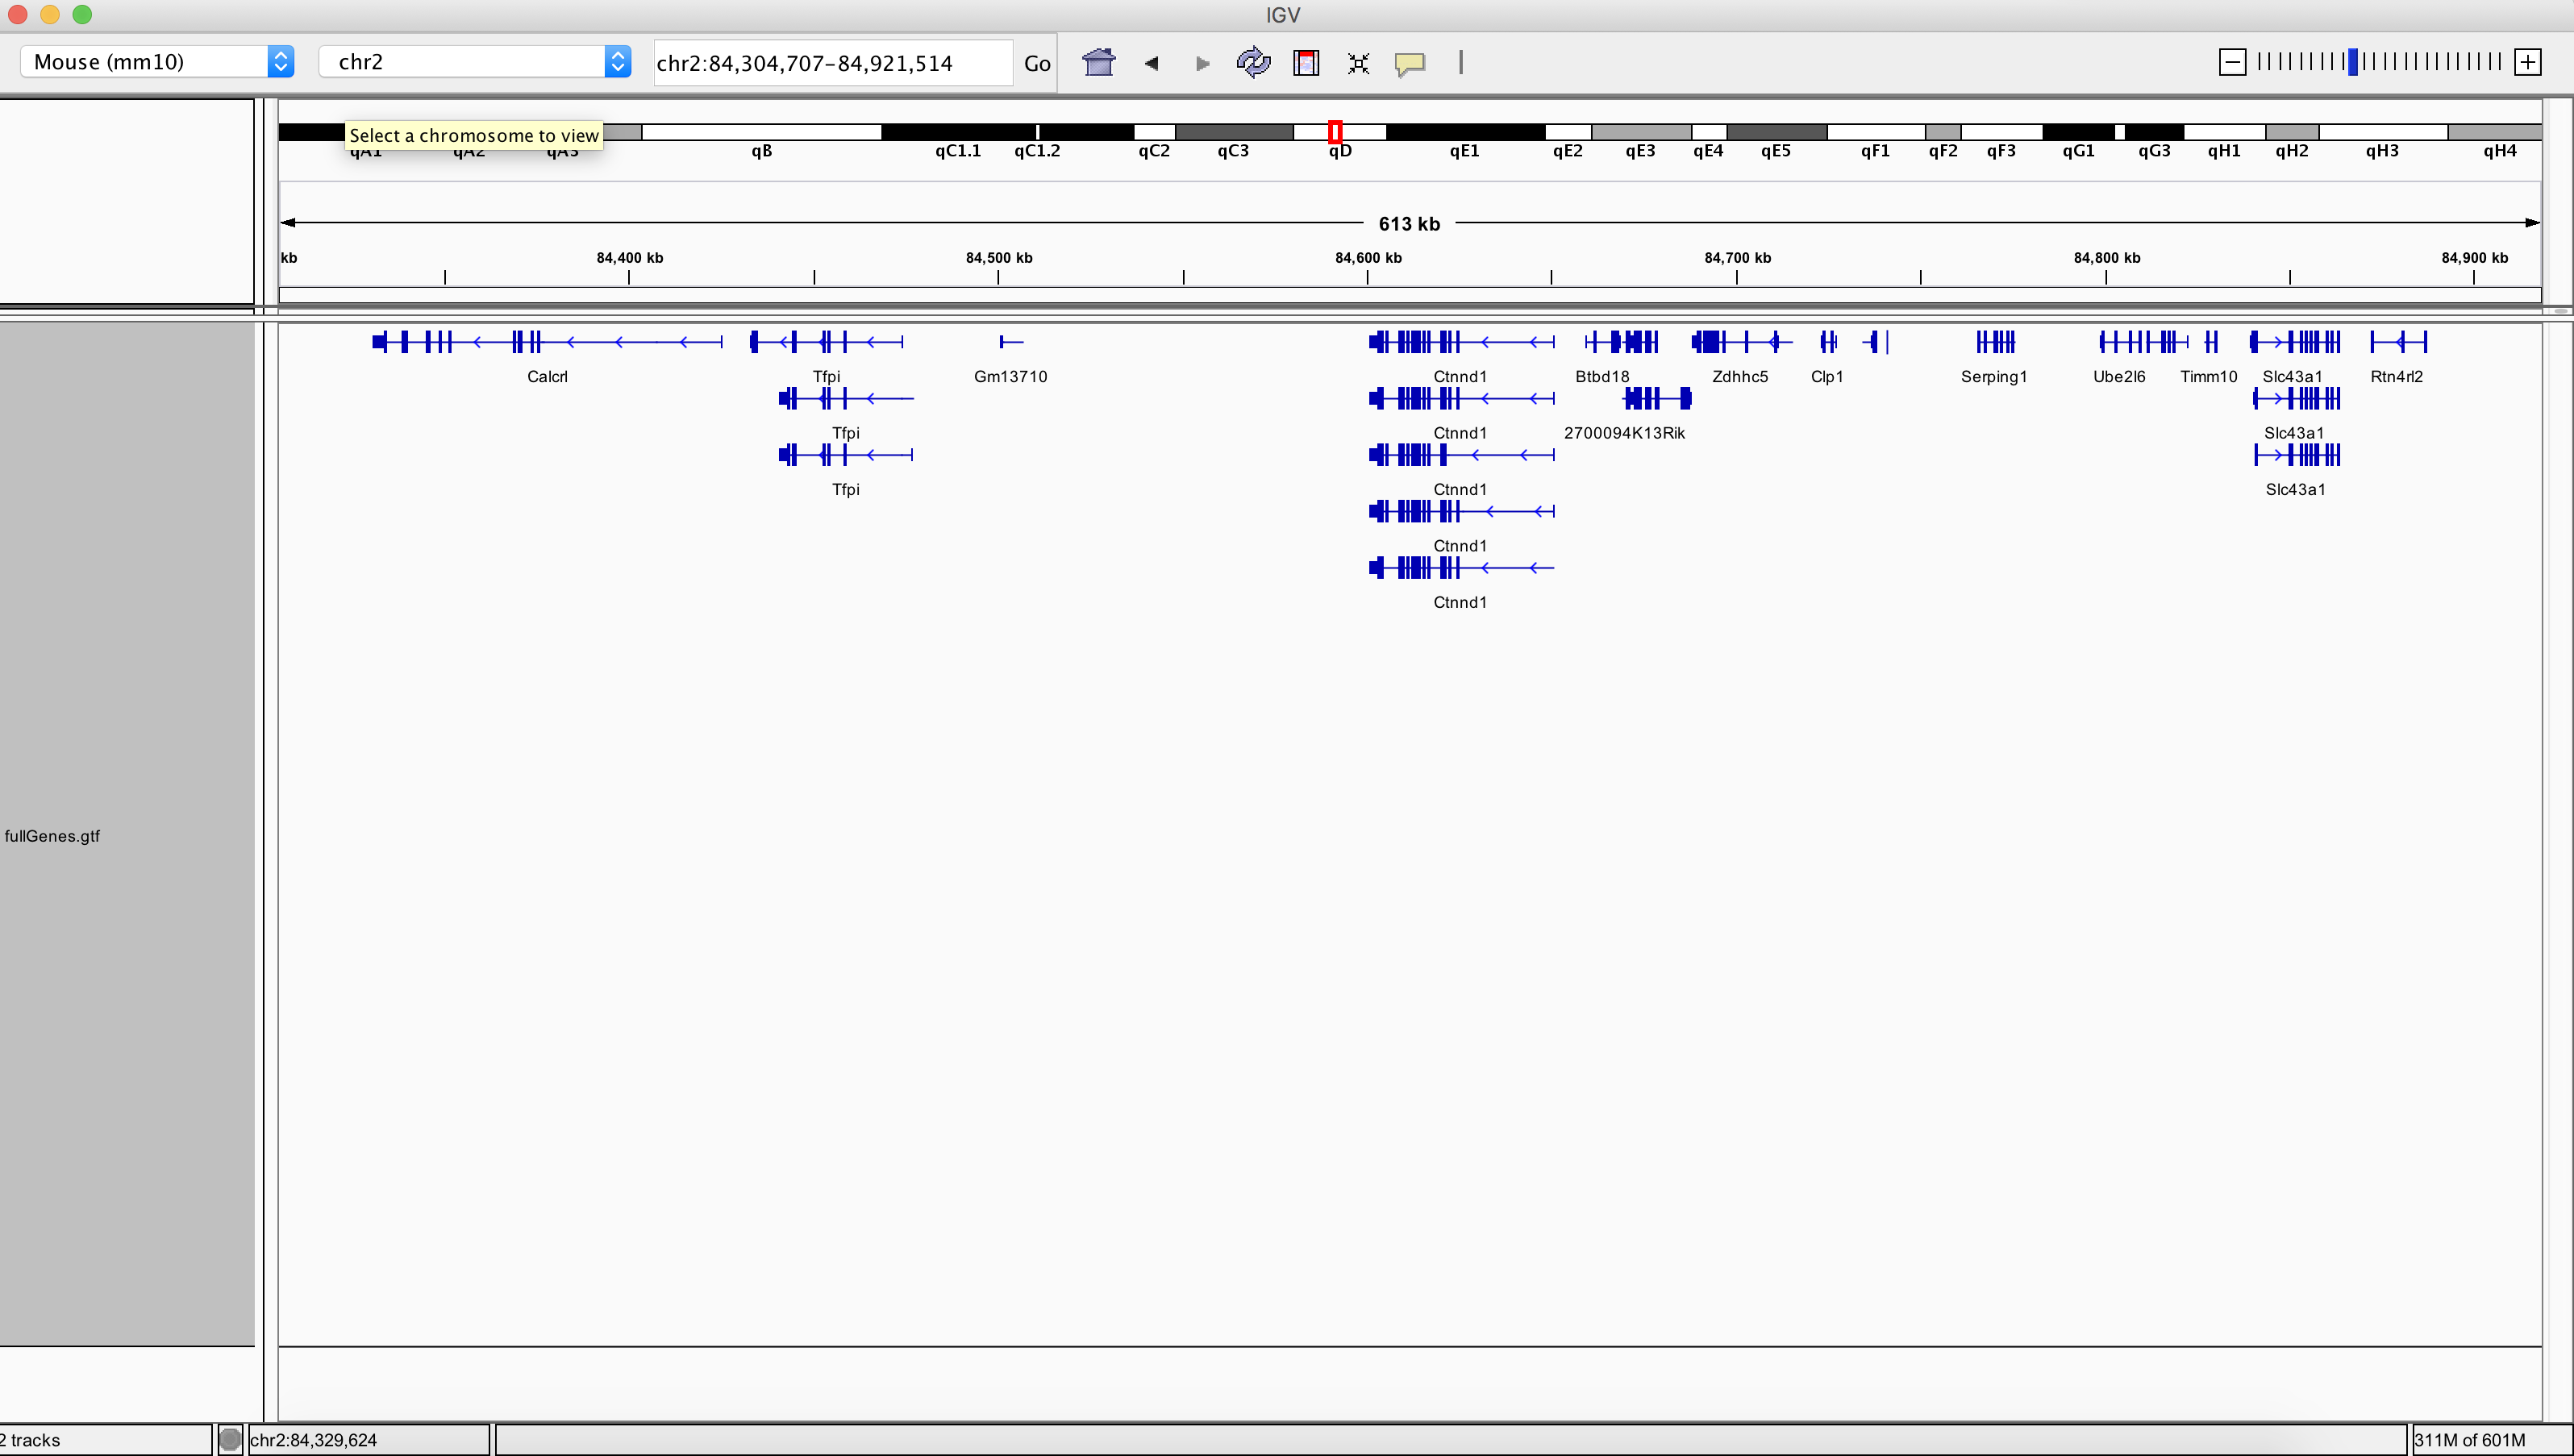 IGV
Mouse (mm10) chr2 chr2:84,304,707-84,921,514 Go
Select a chromosome to view
qA1 qA2 qA3 qB qC1.1 qC1.2 qC2 qC3 qD qE1 qE2 qE3 qE4 qE5 qF1 qF2 qF3 qG1 qG3 qH1 qH2 qH3 qH4
613 kb
kb 84,400 kb 84,500 kb 84,600 kb 84,700 kb 84,800 kb 84,900 kb
Calcrl Tfpi Gm13710 Ctnnd1 Btbd18 Zdhhc5 Clp1 Serping1 Ube2l6 Timm10 Slc43a1 Rtn4rl2
Tfpi Ctnnd1 2700094K13Rik Slc43a1
Tfpi Ctnnd1 Slc43a1
Ctnnd1
Ctnnd1
fullGenes.gtf
2 tracks chr2:84,329,624 311M of 601M